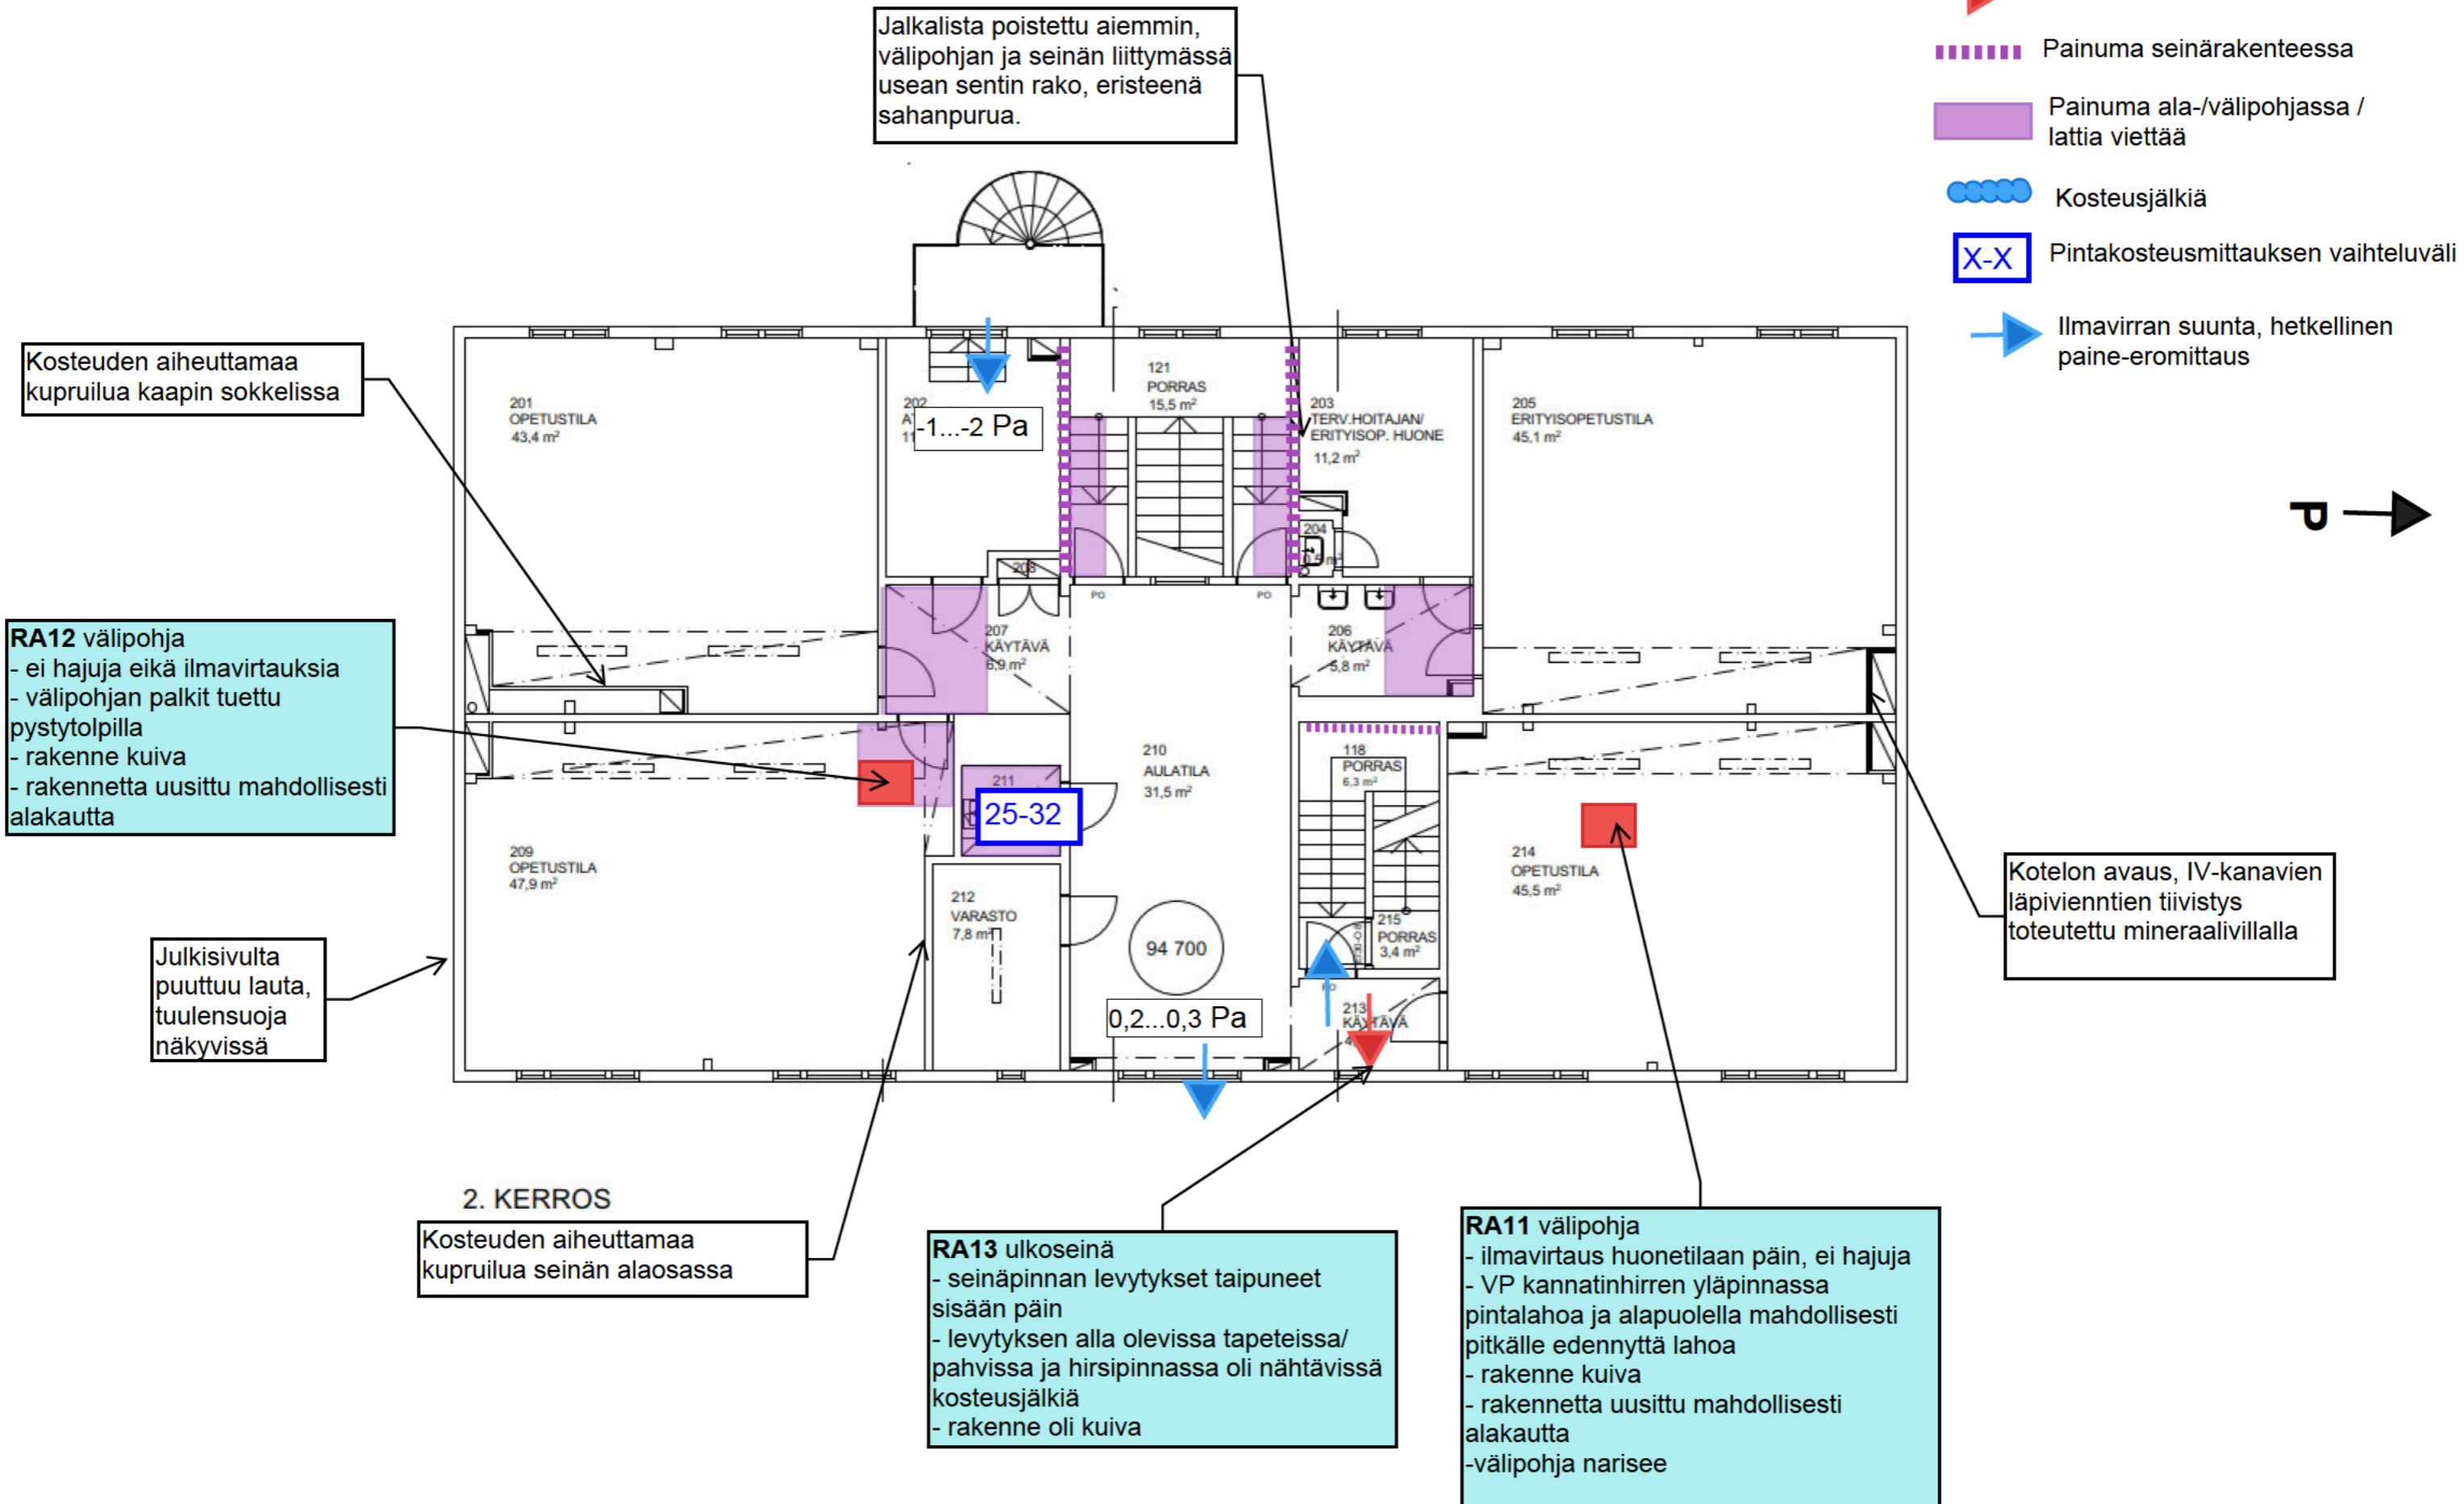 Jalkalista poistettu aiemmin,
välipohjan ja seinän liittymässä
usean sentin rako, eristeenä
sahanpurua.
Painuma seinärakenteessa
Painuma ala-/välipohjassa /
lattia viettää
Kosteusjälkiä
X-X
Pintakosteusmittauksen vaihteluväli
Ilmavirran suunta, hetkellinen
paine-eromittaus
P
Kosteuden aiheuttamaa
kupruilua kaapin sokkelissa
201
OPETUSTILA
43,4 m²
202
-1...-2 Pa
121
PORRAS
15,5 m²
203
TERV.HOITAJAN/
ERITYISOP. HUONE
11,2 m²
204
0,5 m²
205
ERITYISOPETUSTILA
45,1 m²
208
PO
PO
207
KÄYTÄVÄ
6,9 m²
206
KÄYTÄVÄ
5,8 m²
RA12 välipohja
- ei hajuja eikä ilmavirtauksia
- välipohjan palkit tuettu
pystytolpilla
- rakenne kuiva
- rakennetta uusittu mahdollisesti
alakautta
211
25-32
210
AULATILA
31,5 m²
118
PORRAS
6,3 m²
209
OPETUSTILA
47,9 m²
212
VARASTO
7,8 m²
94 700
215
PORRAS
3,4 m²
214
OPETUSTILA
45,5 m²
PO
213
KÄYTÄVÄ
0,2...0,3 Pa
Kotelon avaus, IV-kanavien
läpivienntien tiivistys
toteutettu mineraalivillalla
Julkisivulta
puuttuu lauta,
tuulensuoja
näkyvissä
2. KERROS
Kosteuden aiheuttamaa
kupruilua seinän alaosassa
RA13 ulkoseinä
- seinäpinnan levytykset taipuneet
sisään päin
- levytyksen alla olevissa tapeteissa/
pahvissa ja hirsipinnassa oli nähtävissä
kosteusjälkiä
- rakenne oli kuiva
RA11 välipohja
- ilmavirtaus huonetilaan päin, ei hajuja
- VP kannatinhirren yläpinnassa
pintalahoa ja alapuolella mahdollisesti
pitkälle edennyttä lahoa
- rakenne kuiva
- rakennetta uusittu mahdollisesti
alakautta
-välipohja narisee